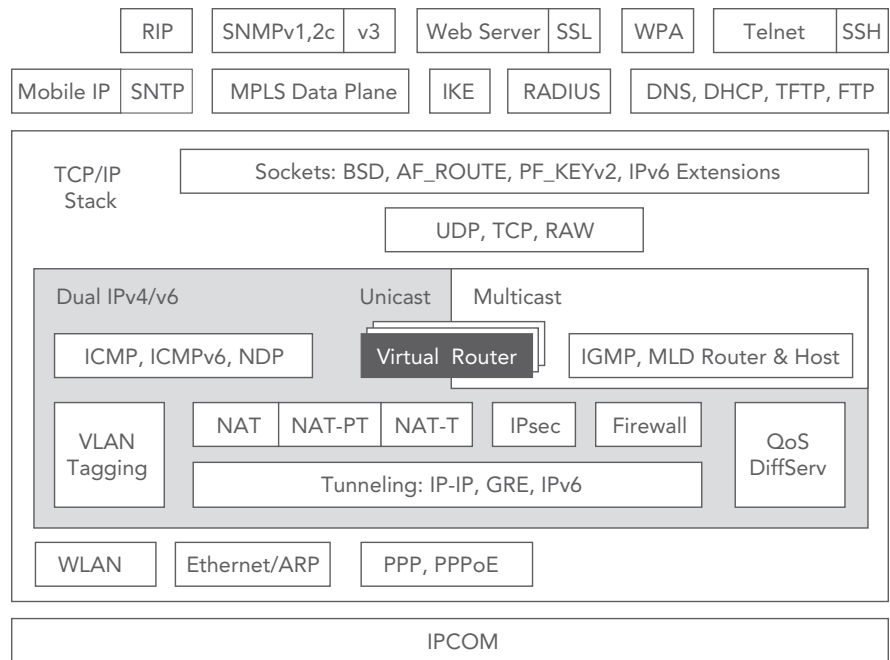 RIP SNMPv1,2c v3 Web Server SSL WPA Telnet SSH
Mobile IP SNTP MPLS Data Plane IKE RADIUS DNS, DHCP, TFTP, FTP
TCP/IP
Stack
Sockets: BSD, AF_ROUTE, PF_KEYv2, IPv6 Extensions
UDP, TCP, RAW
Dual IPv4/v6 Unicast Multicast
ICMP, ICMPv6, NDP Virtual Router IGMP, MLD Router & Host
VLAN
Tagging
NAT NAT-PT NAT-T IPsec Firewall
Tunneling: IP-IP, GRE, IPv6
QoS
DiffServ
WLAN Ethernet/ARP PPP, PPPoE
IPCOM